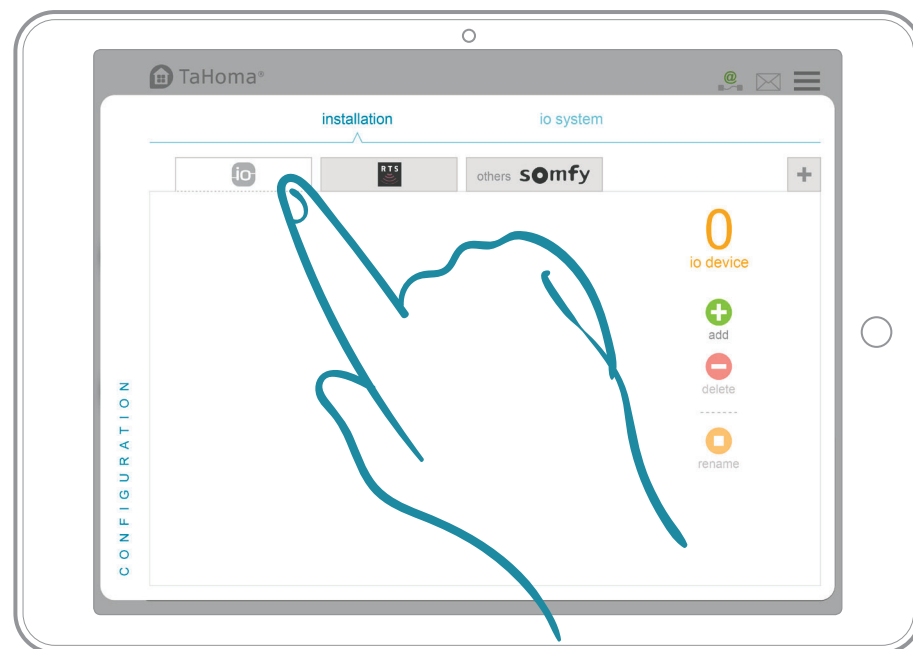 TaHoma®
@
installation
io system
io
RTS
others somfy
0
io device
add
delete
rename
CONFIGURATION